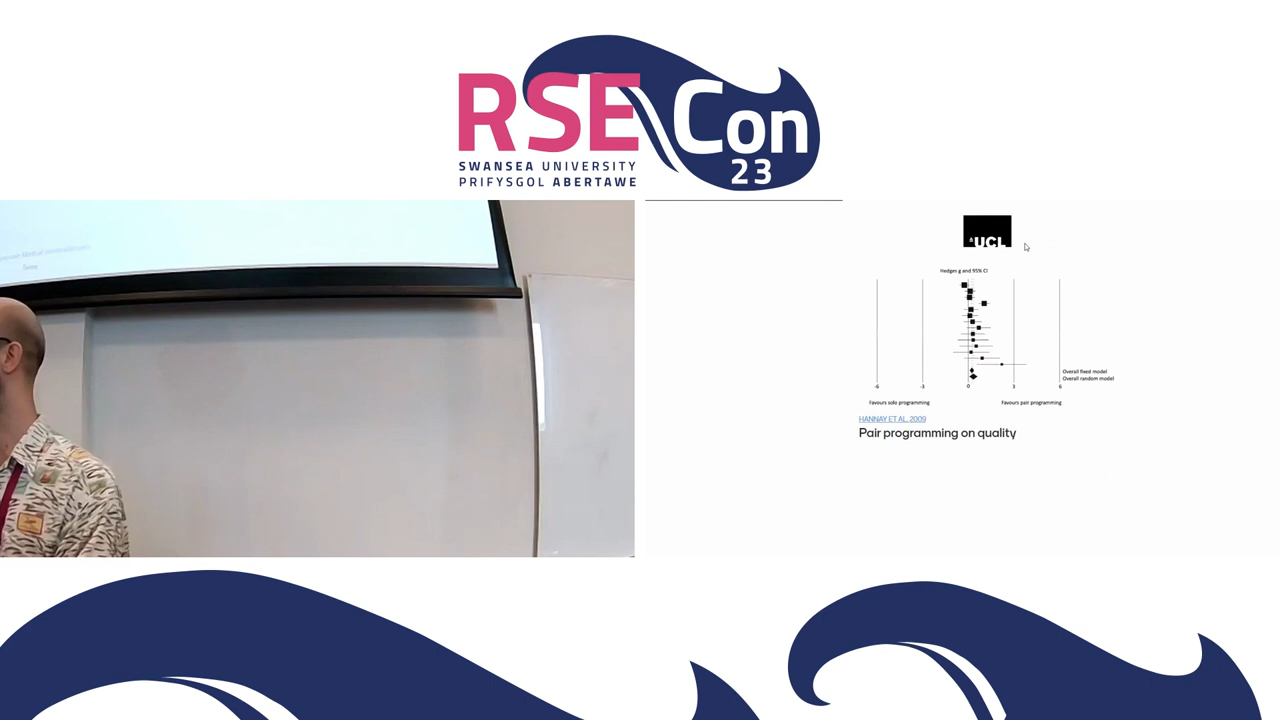 RSE Con
23
SWANSEA UNIVERSITY
PRIFYSGOL ABERTAWE
UCL
Hedges g and 95% CI
Overall fixed model
Overall random model
-6 -3 0 3 6
Favours solo programming Favours pair programming
HANNAY ET AL, 2009
Pair programming on quality